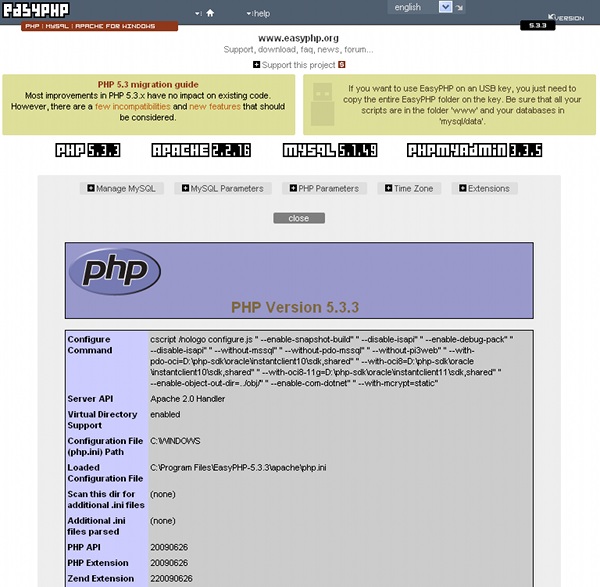 easyphp
help
english
VERSION
PHP | MySQL | APACHE FOR WINDOWS
5.3.3
www.easyphp.org
Support, download, faq, news, forum...
Support this project
PHP 5.3 migration guide
Most improvements in PHP 5.3.x have no impact on existing code.
However, there are a few incompatibilities and new features that should
be considered.
If you want to use EasyPHP on an USB key, you just need to
copy the entire EasyPHP folder on the key. Be sure that all your
scripts are in the folder 'www' and your databases in
'mysql/data'.
PHP 5.3.3 APACHE 2.2.16 MYSQL 5.1.49 PHPMYADMIN 3.3.5
Manage MySQL MySQL Parameters PHP Parameters Time Zone Extensions
close
php
PHP Version 5.3.3
Configure Command cscript /nologo configure.js " --enable-snapshot-build" " --disable-isapi" " --enable-debug-pack" "
--disable-isapi" " --without-mssql" " --without-pdo-mssql" " --without-pi3web" " --with-
pdo-oci=D:\php-sdk\oracle\instantclient10\sdk,shared" " --with-oci8=D:\php-sdk\oracle
\instantclient10\sdk,shared" " --with-oci8-11g=D:\php-sdk\oracle\instantclient11\sdk,shared"
" --enable-object-out-dir=../obj/" " --enable-com-dotnet" " --with-mcrypt=static"
Server API Apache 2.0 Handler
Virtual Directory Support enabled
Configuration File (php.ini) Path C:\WINDOWS
Loaded Configuration File C:\Program Files\EasyPHP-5.3.3\apache\php.ini
Scan this dir for additional .ini files (none)
Additional .ini files parsed (none)
PHP API 20090626
PHP Extension 20090626
Zend Extension 220090626